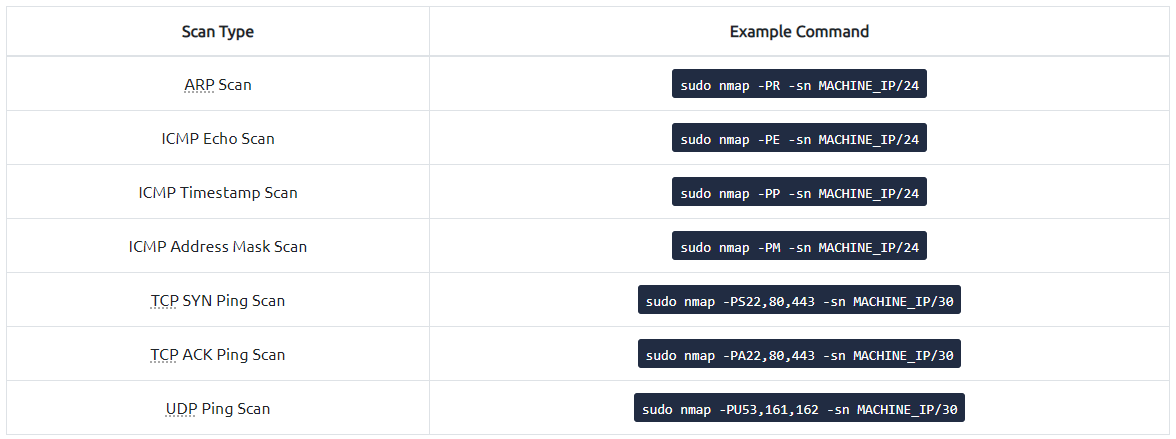 Scan Type Example Command
ARP Scan sudo nmap -PR -sn MACHINE_IP/24
ICMP Echo Scan sudo nmap -PE -sn MACHINE_IP/24
ICMP Timestamp Scan sudo nmap -PP -sn MACHINE_IP/24
ICMP Address Mask Scan sudo nmap -PM -sn MACHINE_IP/24
TCP SYN Ping Scan sudo nmap -PS22,80,443 -sn MACHINE_IP/30
TCP ACK Ping Scan sudo nmap -PA22,80,443 -sn MACHINE_IP/30
UDP Ping Scan sudo nmap -PU53,161,162 -sn MACHINE_IP/30